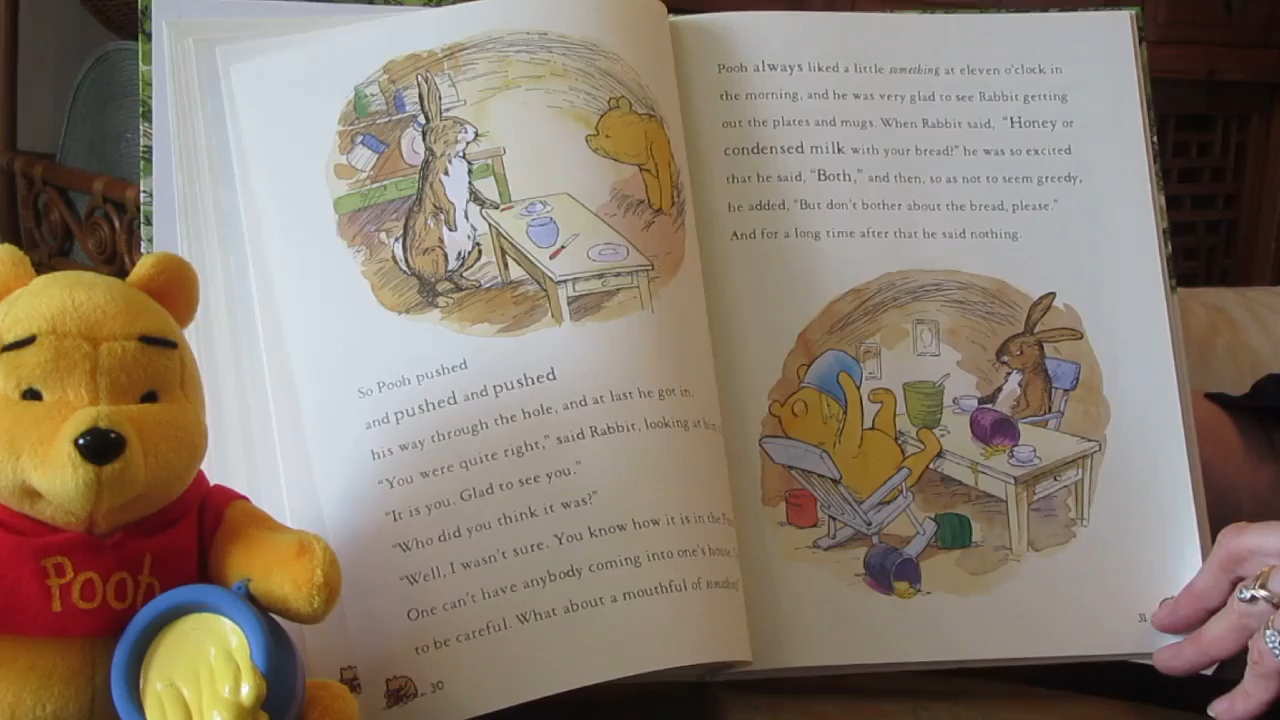 So Pooh pushed
and pushed and pushed
his way through the hole, and at last he got in.
"You were quite right," said Rabbit, looking at
"It is you. Glad to see you."
"Who did you think it was?"
"Well, I wasn't sure. You know how it is in the
One can't have anybody coming into one's house.
to be careful. What about a mouthful of something
30
Pooh always liked a little something at eleven o'clock in
the morning, and he was very glad to see Rabbit getting
out the plates and mugs. When Rabbit said, "Honey or
condensed milk with your bread?" he was so excited
that he said, "Both," and then, so as not to seem greedy,
he added, "But don't bother about the bread, please."
And for a long time after that he said nothing.
31
Pooh